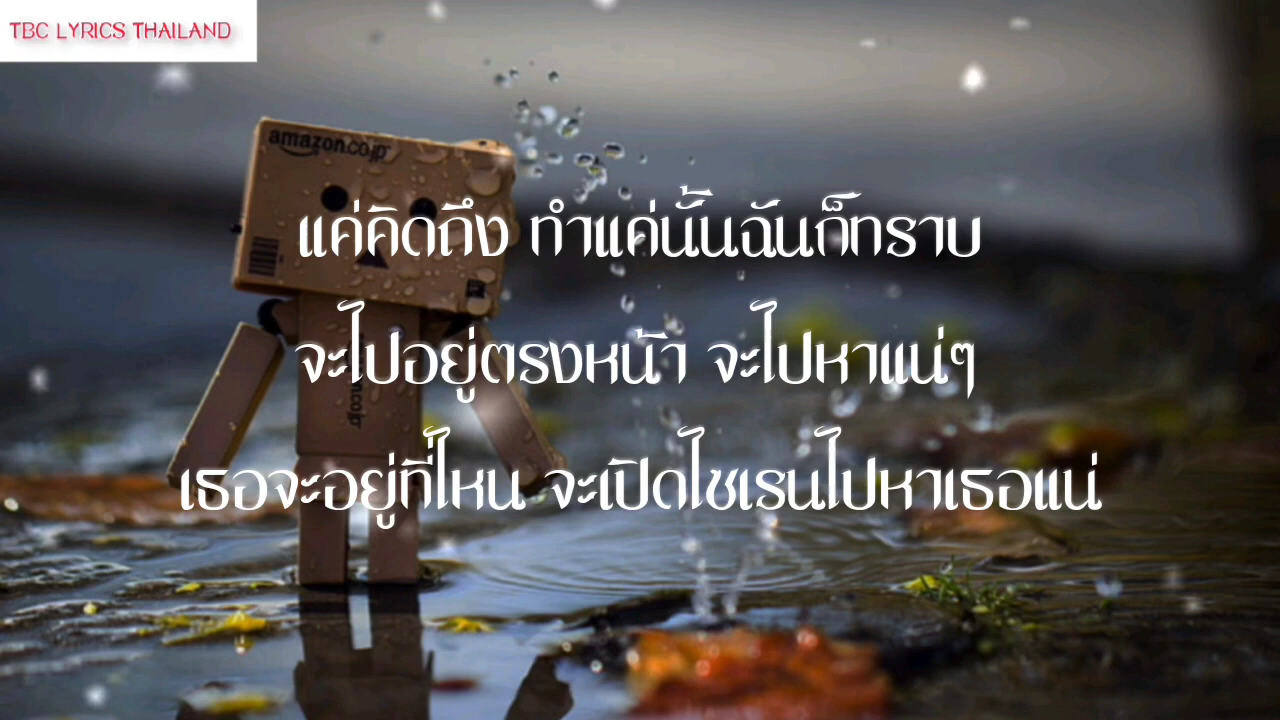 TBC LYRICS THAILAND
amazon.co.jp
แค่คิดถึง ทำแค่นั้นฉันก็ทราบ
จะไปอยู่ตรงหน้า จะไปหาแน่ๆ
เธอจะอยู่ที่ไหน จะเปิดไซเรนไปหาเธอแน่